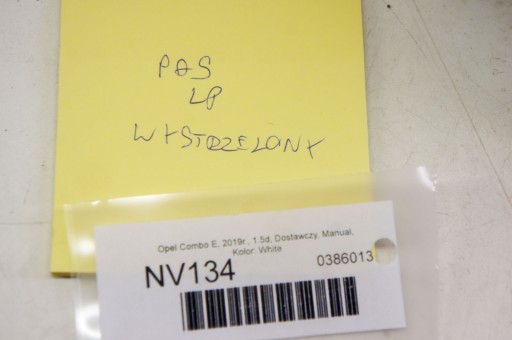 PAS
LP
WYSTRZELONY
Opel Combo E, 2019r., 1.5d, Dostawczy, Manual,
Kolor: White
NV134
0386013